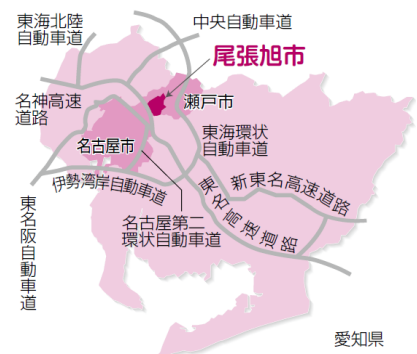 東海北陸
自動車道
中央自動車道
尾張旭市
名神高速
道路
瀬戸市
東海環状
自動車道
名古屋市
伊勢湾岸自動車道
新東名高速道路
東名高速道路
名古屋第二
環状自動車道
東名阪自動車道
愛知県